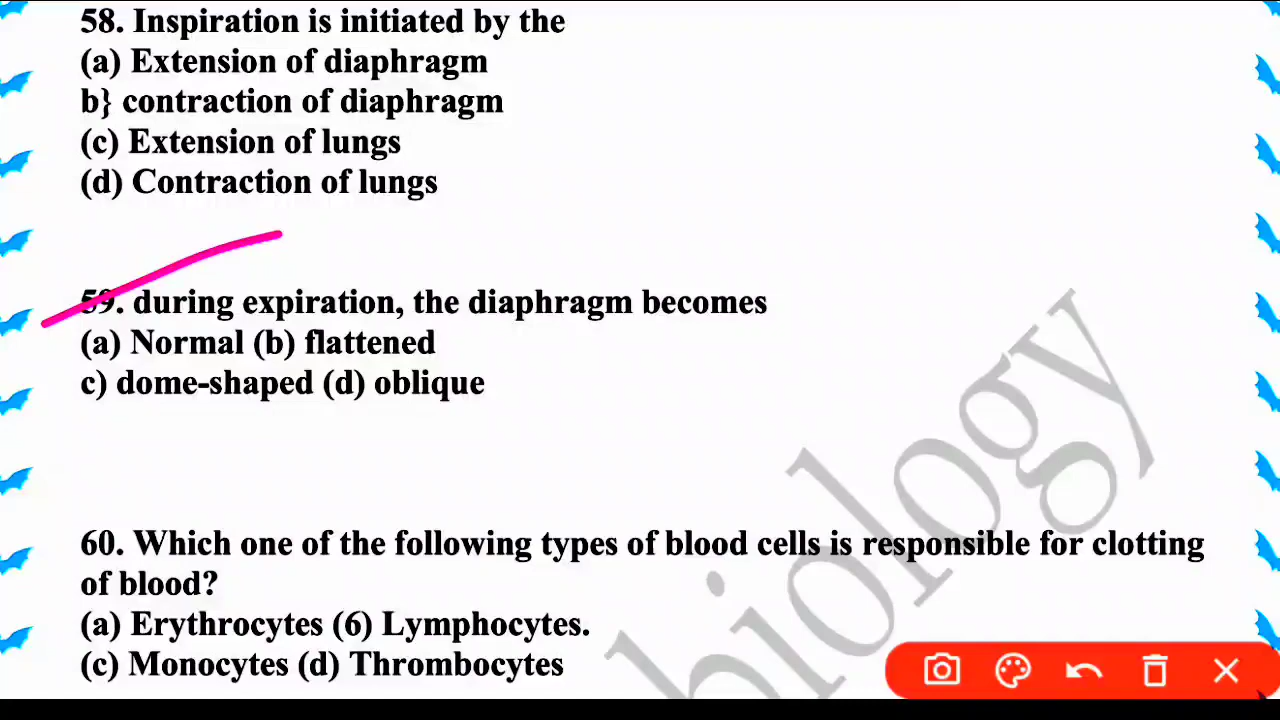 58. Inspiration is initiated by the
(a) Extension of diaphragm
b} contraction of diaphragm
(c) Extension of lungs
(d) Contraction of lungs
59. during expiration, the diaphragm becomes
(a) Normal (b) flattened
c) dome-shaped (d) oblique
60. Which one of the following types of blood cells is responsible for clotting
of blood?
(a) Erythrocytes (6) Lymphocytes.
(c) Monocytes (d) Thrombocytes
biology